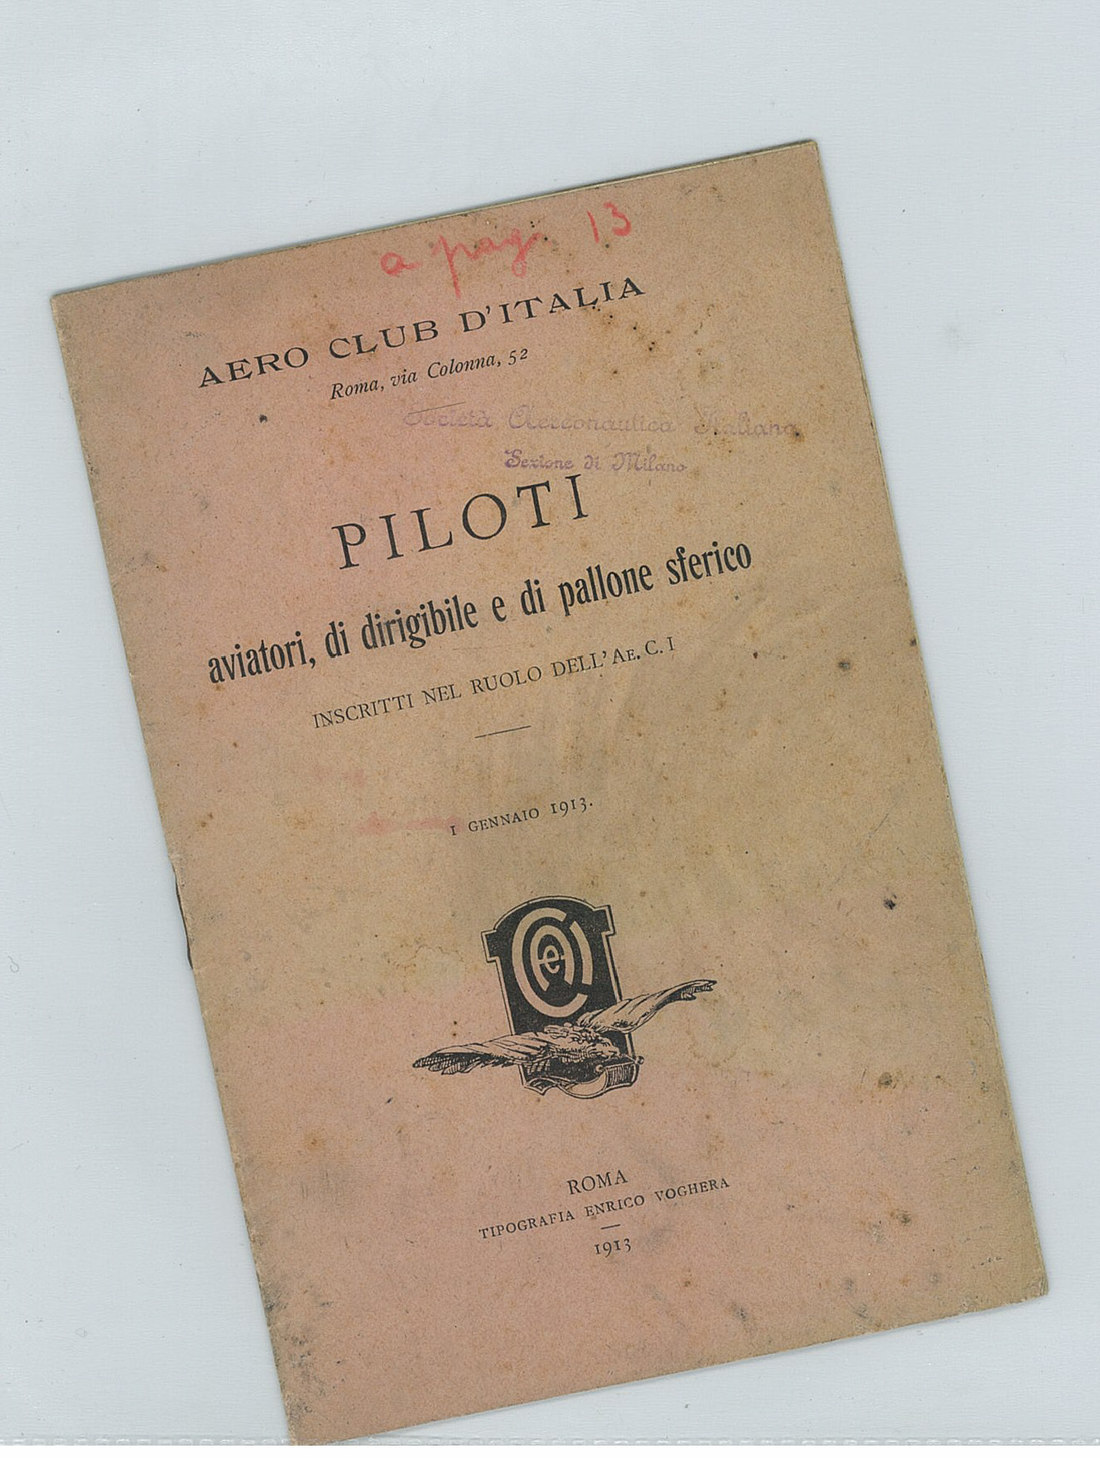 a pag. 13
AERO CLUB D'ITALIA
Roma, via Colonna, 52
Società Aeronautica Italiana
Sezione di Milano
PILOTI
aviatori, di dirigibile e di pallone sferico
INSCRITTI NEL RUOLO DELL'AE. C. I
1 GENNAIO 1913.
ROMA
TIPOGRAFIA ENRICO VOGHERA
1913